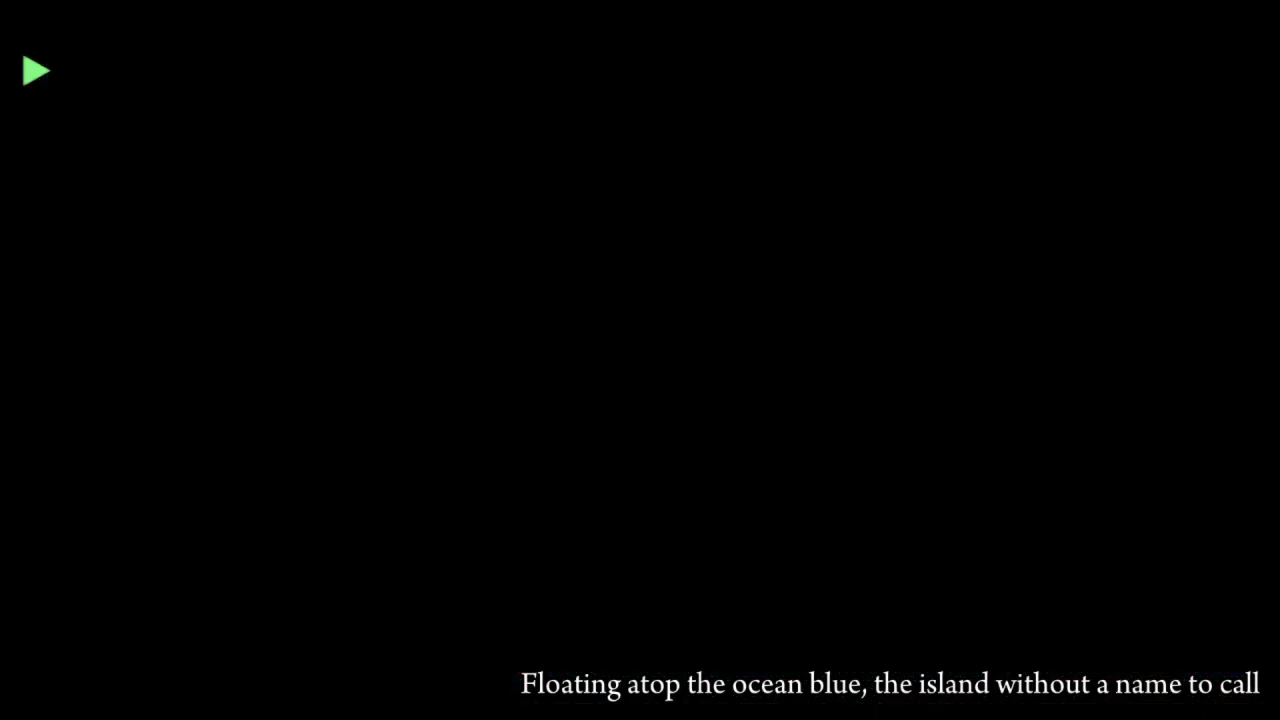 Floating atop the ocean blue, the island without a name to call